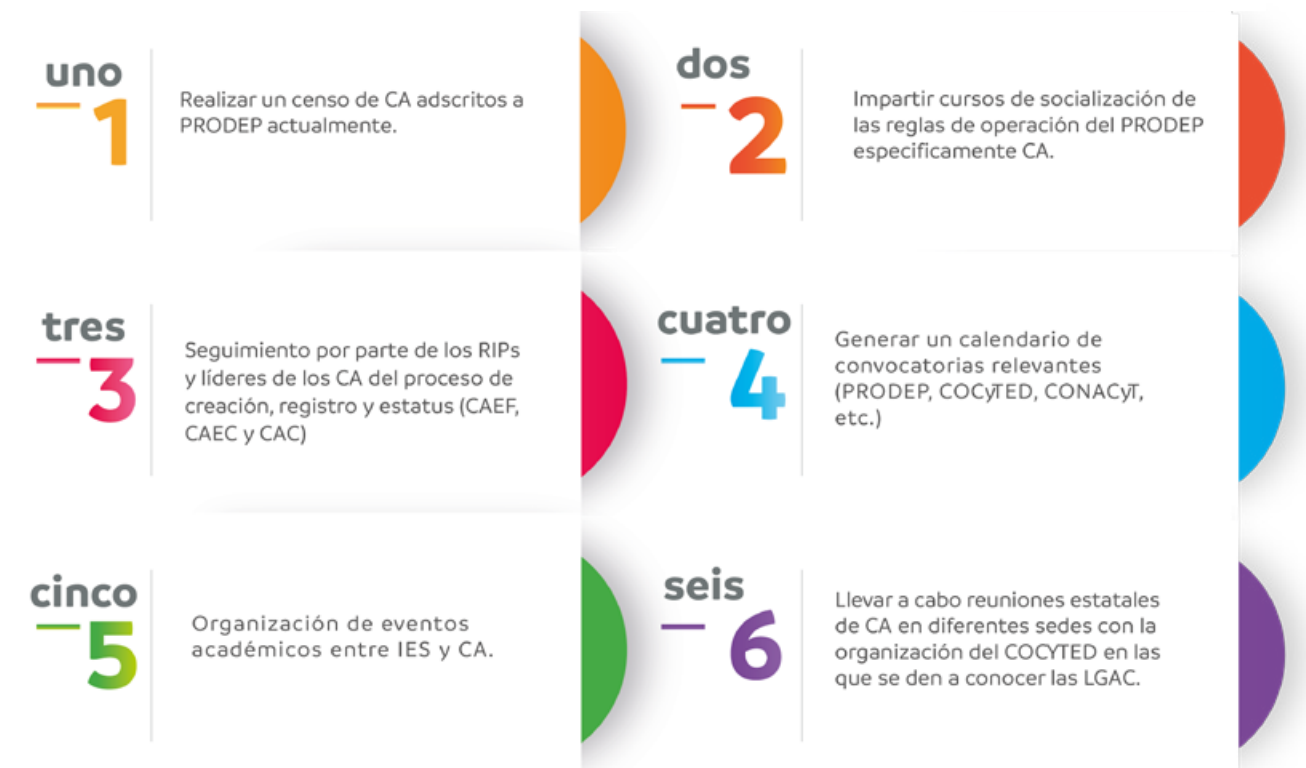 uno
1
Realizar un censo de CA adscritos a
PRODEP actualmente.
dos
2
Impartir cursos de socialización de
las reglas de operación del PRODEP
especificamente CA.
tres
3
Seguimiento por parte de los RIPs
y líderes de los CA del proceso de
creación, registro y estatus (CAEF,
CAEC y CAC)
cuatro
4
Generar un calendario de
convocatorias relevantes
(PRODEP, COCyTED, CONACyT,
etc.)
cinco
5
Organización de eventos
académicos entre IES y CA.
seis
6
Llevar a cabo reuniones estatales
de CA en diferentes sedes con la
organización del COCYTED en las
que se den a conocer las LGAC.